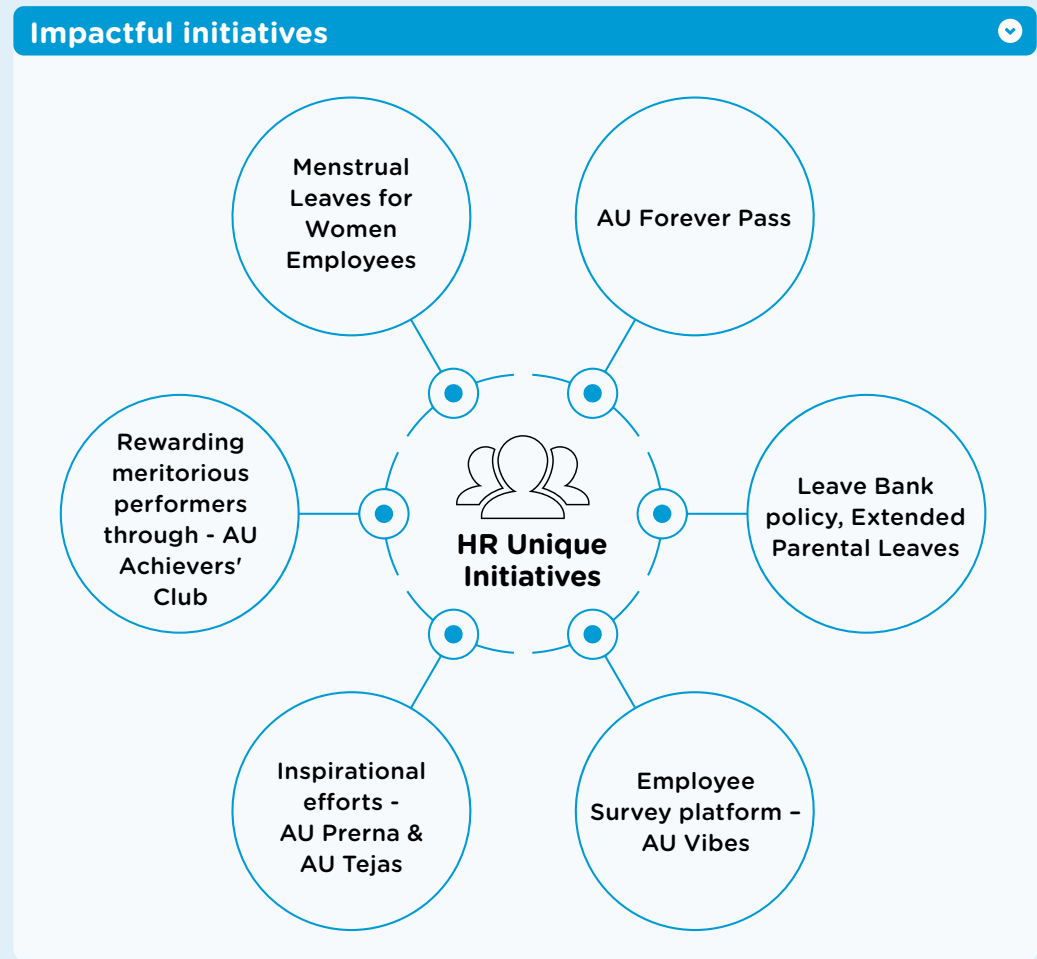 Impactful initiatives
Menstrual
Leaves for
Women
Employees
AU Forever Pass
Rewarding
meritorious
performers
through - AU
Achievers'
Club
HR Unique
Initiatives
Leave Bank
policy, Extended
Parental Leaves
Inspirational
efforts -
AU Prerna &
AU Tejas
Employee
Survey platform –
AU Vibes